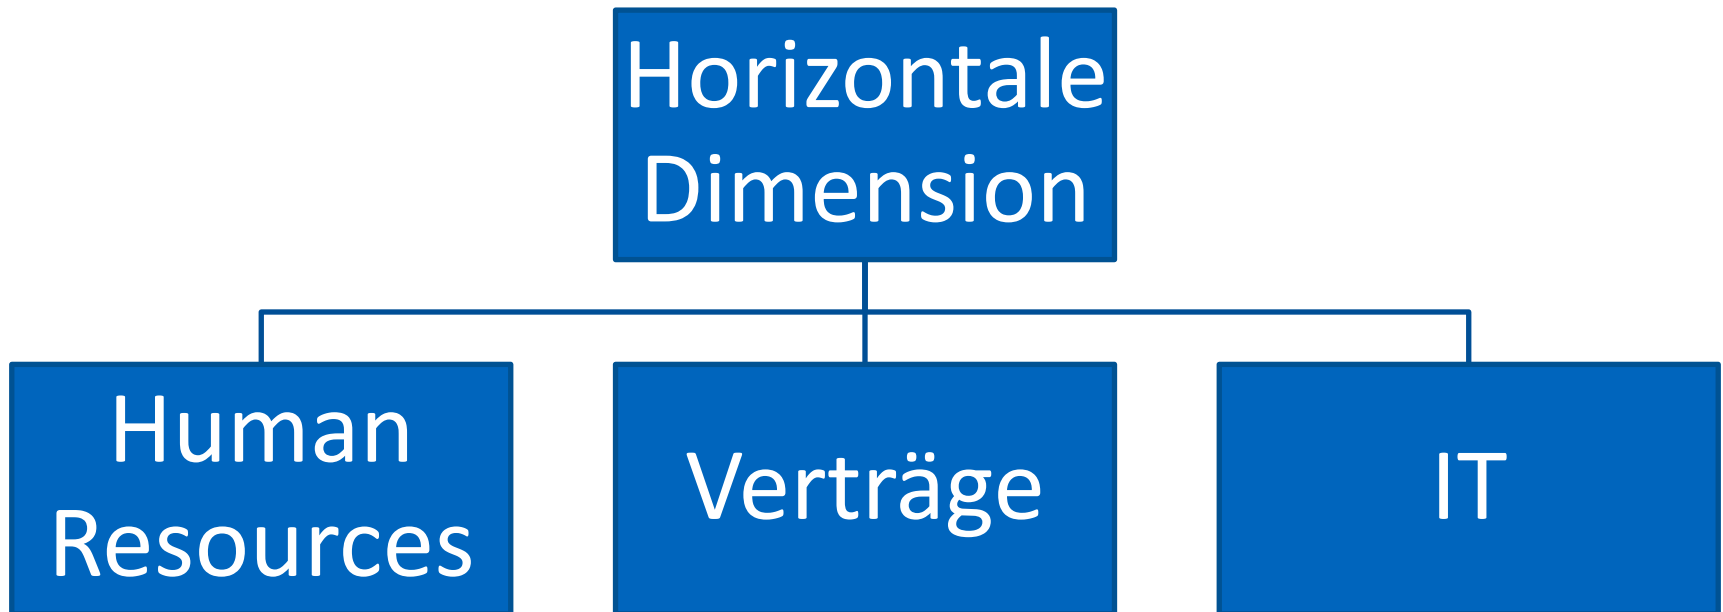 Horizontale
Dimension
Human
Resources
Verträge
IT